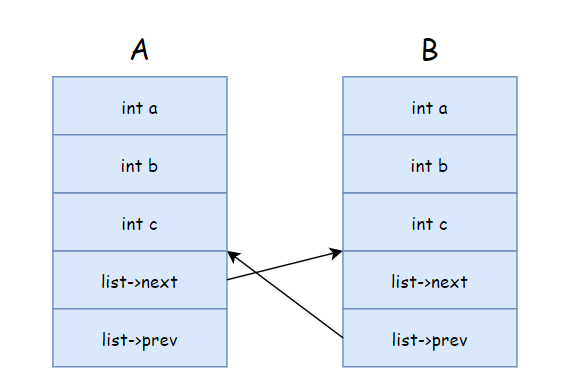 A
B
int a
int a
int b
int b
int c
int c
list->next
list->next
list->prev
list->prev